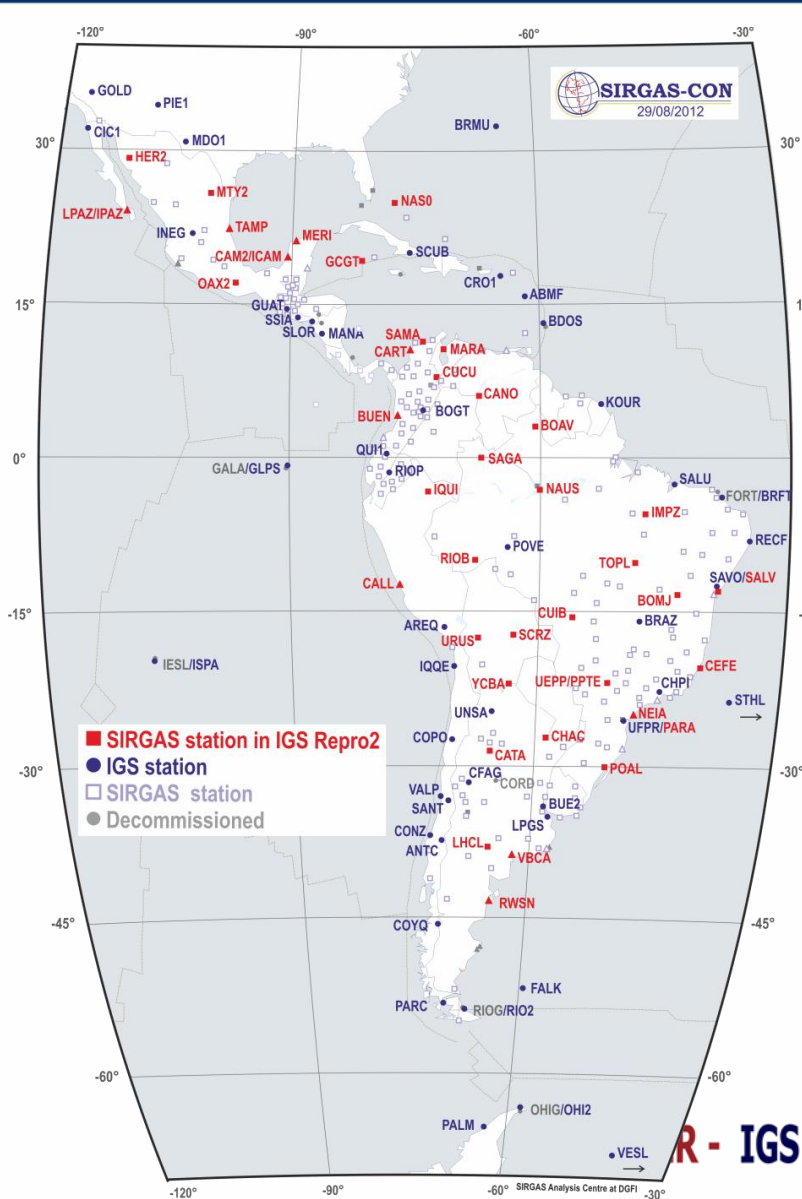 -120°
-90°
-60°
-30°
SIRGAS-CON
29/08/2012
GOLD
PIE1
CIC1
MDO1
BRMU
30°
30°
HER2
MTY2
NAS0
LPAZ/IPAZ
TAMP
INEG
MERI
SCUB
CAM2/ICAM
GCGT
OAX2
CRO1
ABMF
15°
1
GUAT
SSIA
SLOR
MANA
BDOS
SAMA
CART
MARA
CUCU
CANO
KOUR
BUEN
BOGT
BOAV
QUI1
0°
0°
GALA/GLPS
RIOP
SAGA
IQUI
NAUS
SALU
FORT/BRFT
IMPZ
RECF
POVE
RIOB
TOPL
CALL
SAVO/SALV
BOMJ
-15°
-15°
CUIB
BRAZ
AREQ
URUS
SCRZ
IESL/ISPA
IQQE
CEFE
YCBA
UEPP/PPTE
CHPI
STHL
UNSA
NEIA
UFPR/PARA
COPO
CHAC
CATA
SIRGAS station in IGS Repro2
IGS station
SIRGAS station
Decommissioned
-30°
-30°
CFAG
CORD
POAL
VALP
SANT
BUE2
LPGS
CONZ
ANTC
LHCL
VBCA
RWSN
-45°
-45°
COYQ
FALK
PARC
RIOG/RIO2
-60°
-60°
OHIG/OHI2
PALM
VESL
R - IGS
-120°
-90°
-60°
SIRGAS Analysis Centre at DGFI
-30°